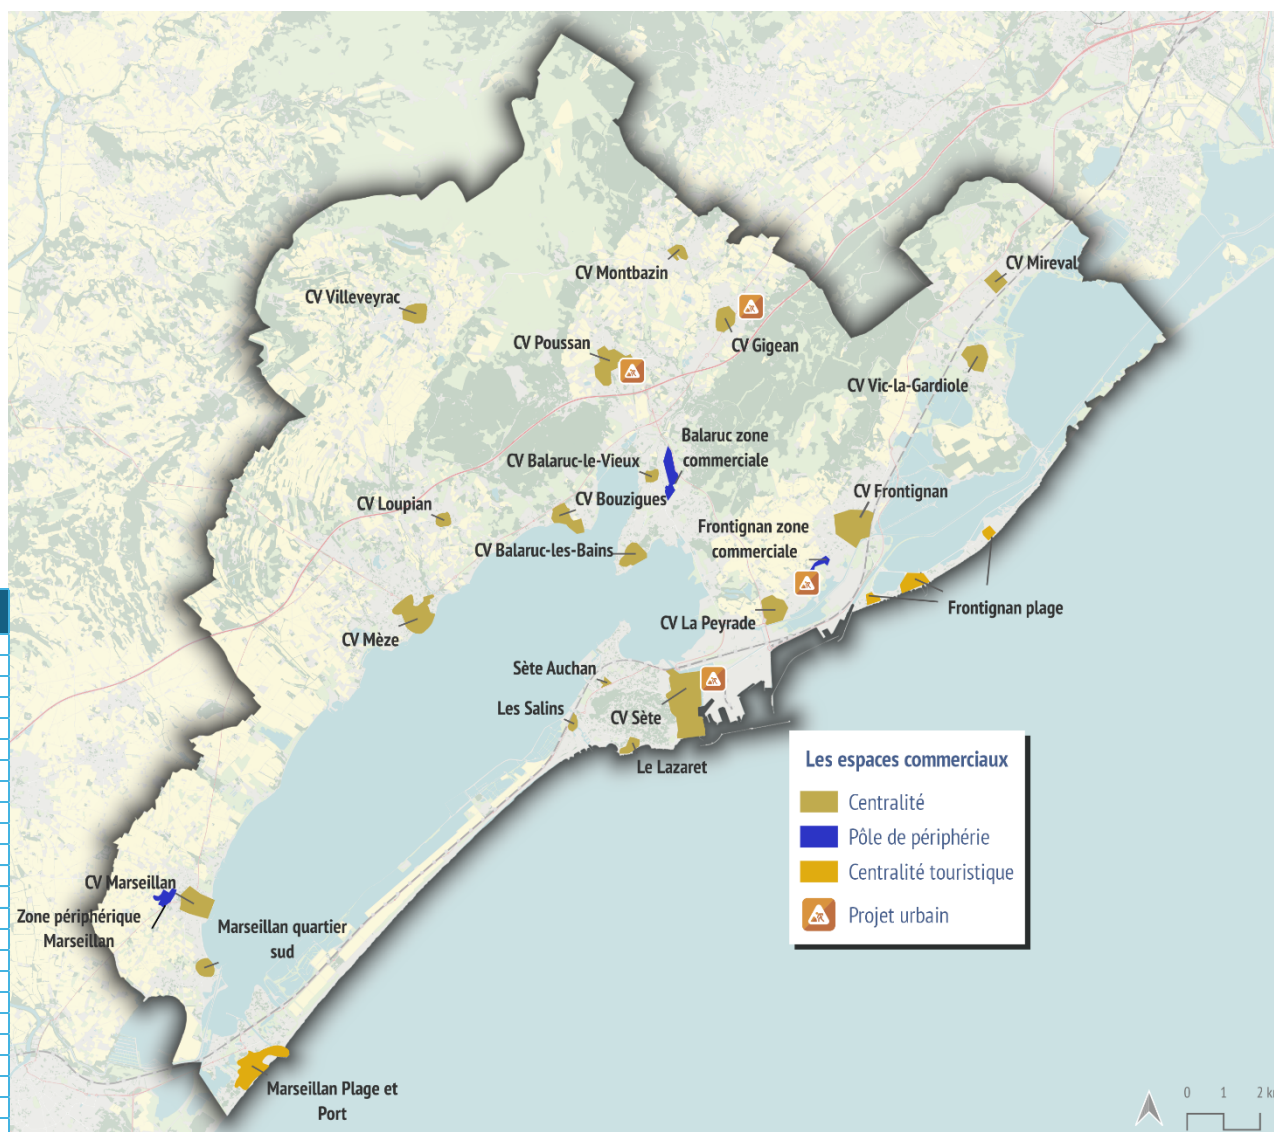 CV Mireval
CV Montbazin
CV Villeveyrac
CV Poussan
CV Gigean
CV Vic-la-Gardiole
Balaruc zone
commerciale
CV Balaruc-le-Vieux
CV Bouzigues
CV Frontignan
CV Loupian
Frontignan zone
commerciale
CV Balaruc-les-Bains
Frontignan plage
CV La Peyrade
CV Mèze
Sète Auchan
Les Salins
CV Sète
Le Lazaret
Les espaces commerciaux
Centralité
Pôle de périphérie
Centralité touristique
Projet urbain
CV Marseillan
Zone périphérique
Marseillan
Marseillan quartier
sud
Marseillan Plage et
Port
0 1 2 km